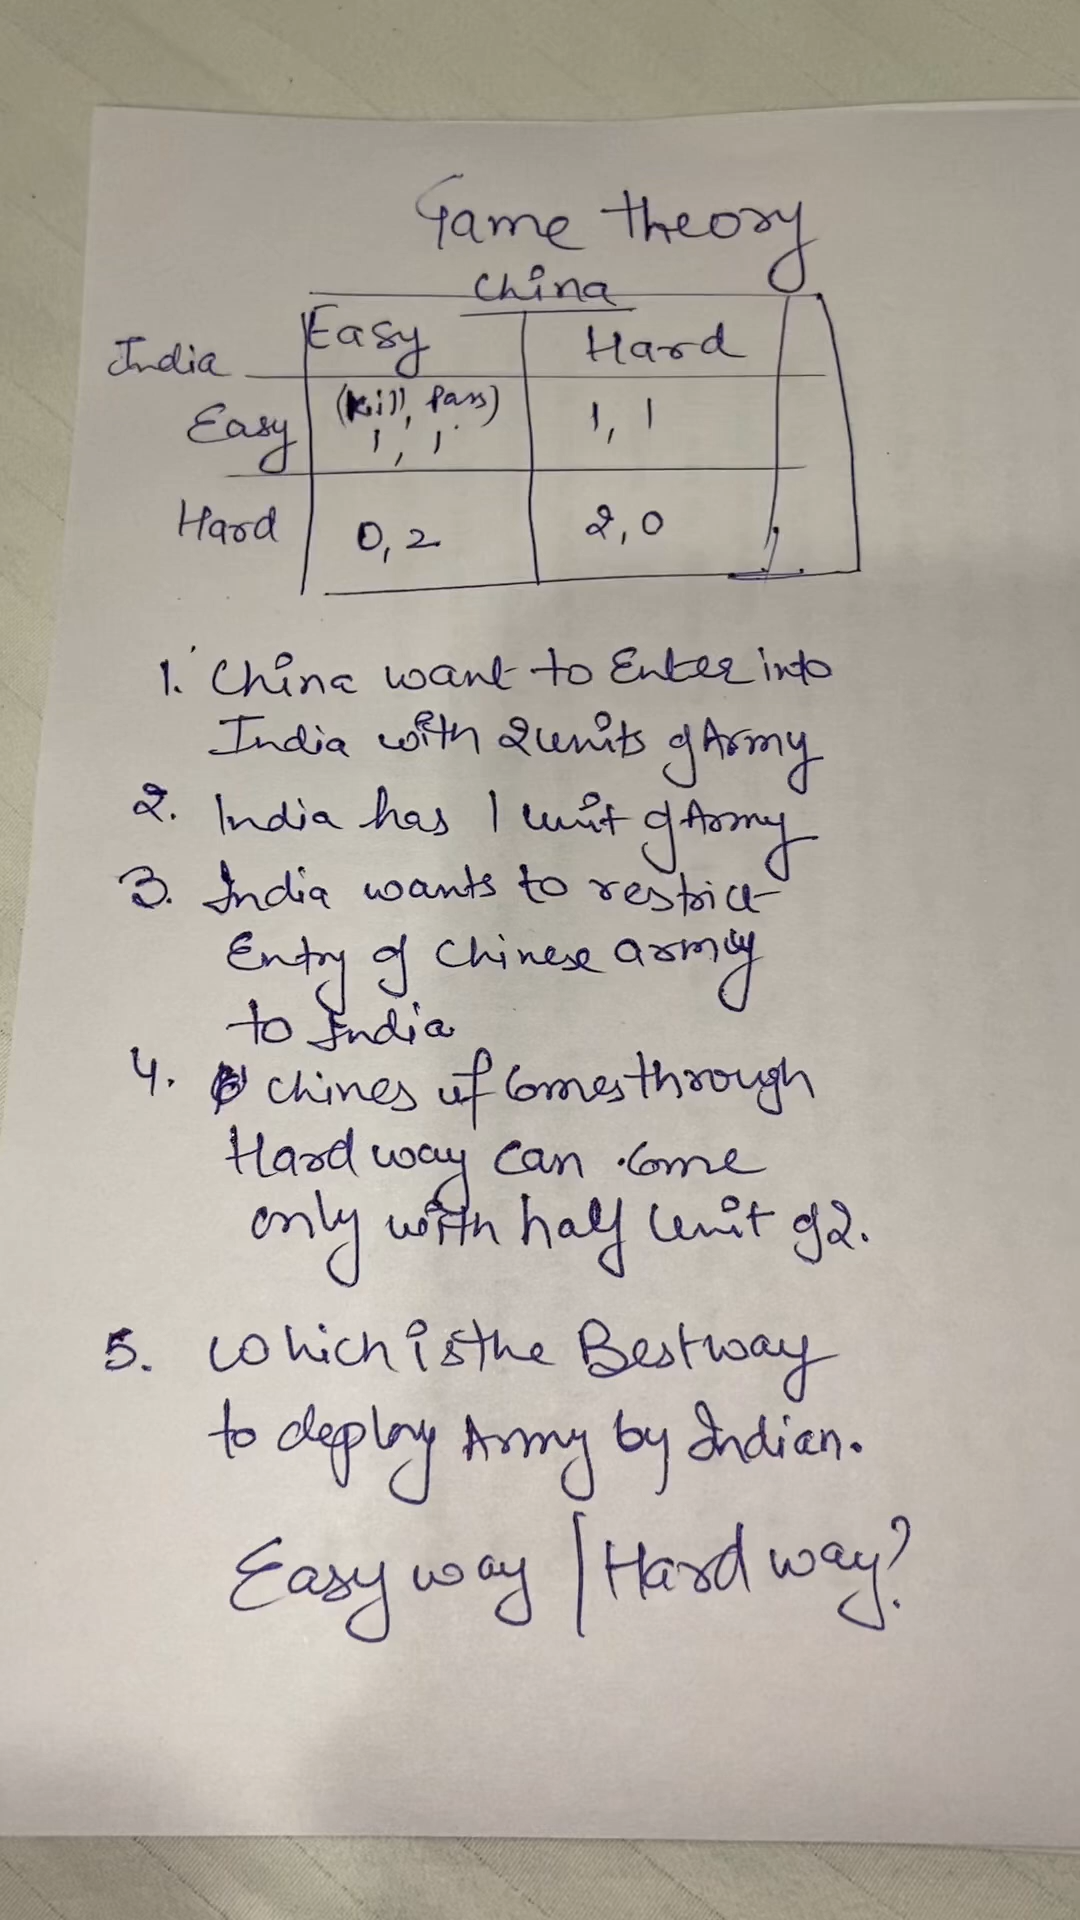 Game theory
China
India Easy Hard
Easy (Kill, Pass) 1, 1 1, 1
Hard 0, 2 2, 0
1. China want to Enter into
India with 2 units of Army
2. India has 1 unit of Army
3. India wants to restrict
Entry of Chinese army
to India
4. Chines if Comes through
Hard way can come
only with half Unit of 2.
5. Which is the Best way
to deploy Army by Indian.
Easy way | Hard way?